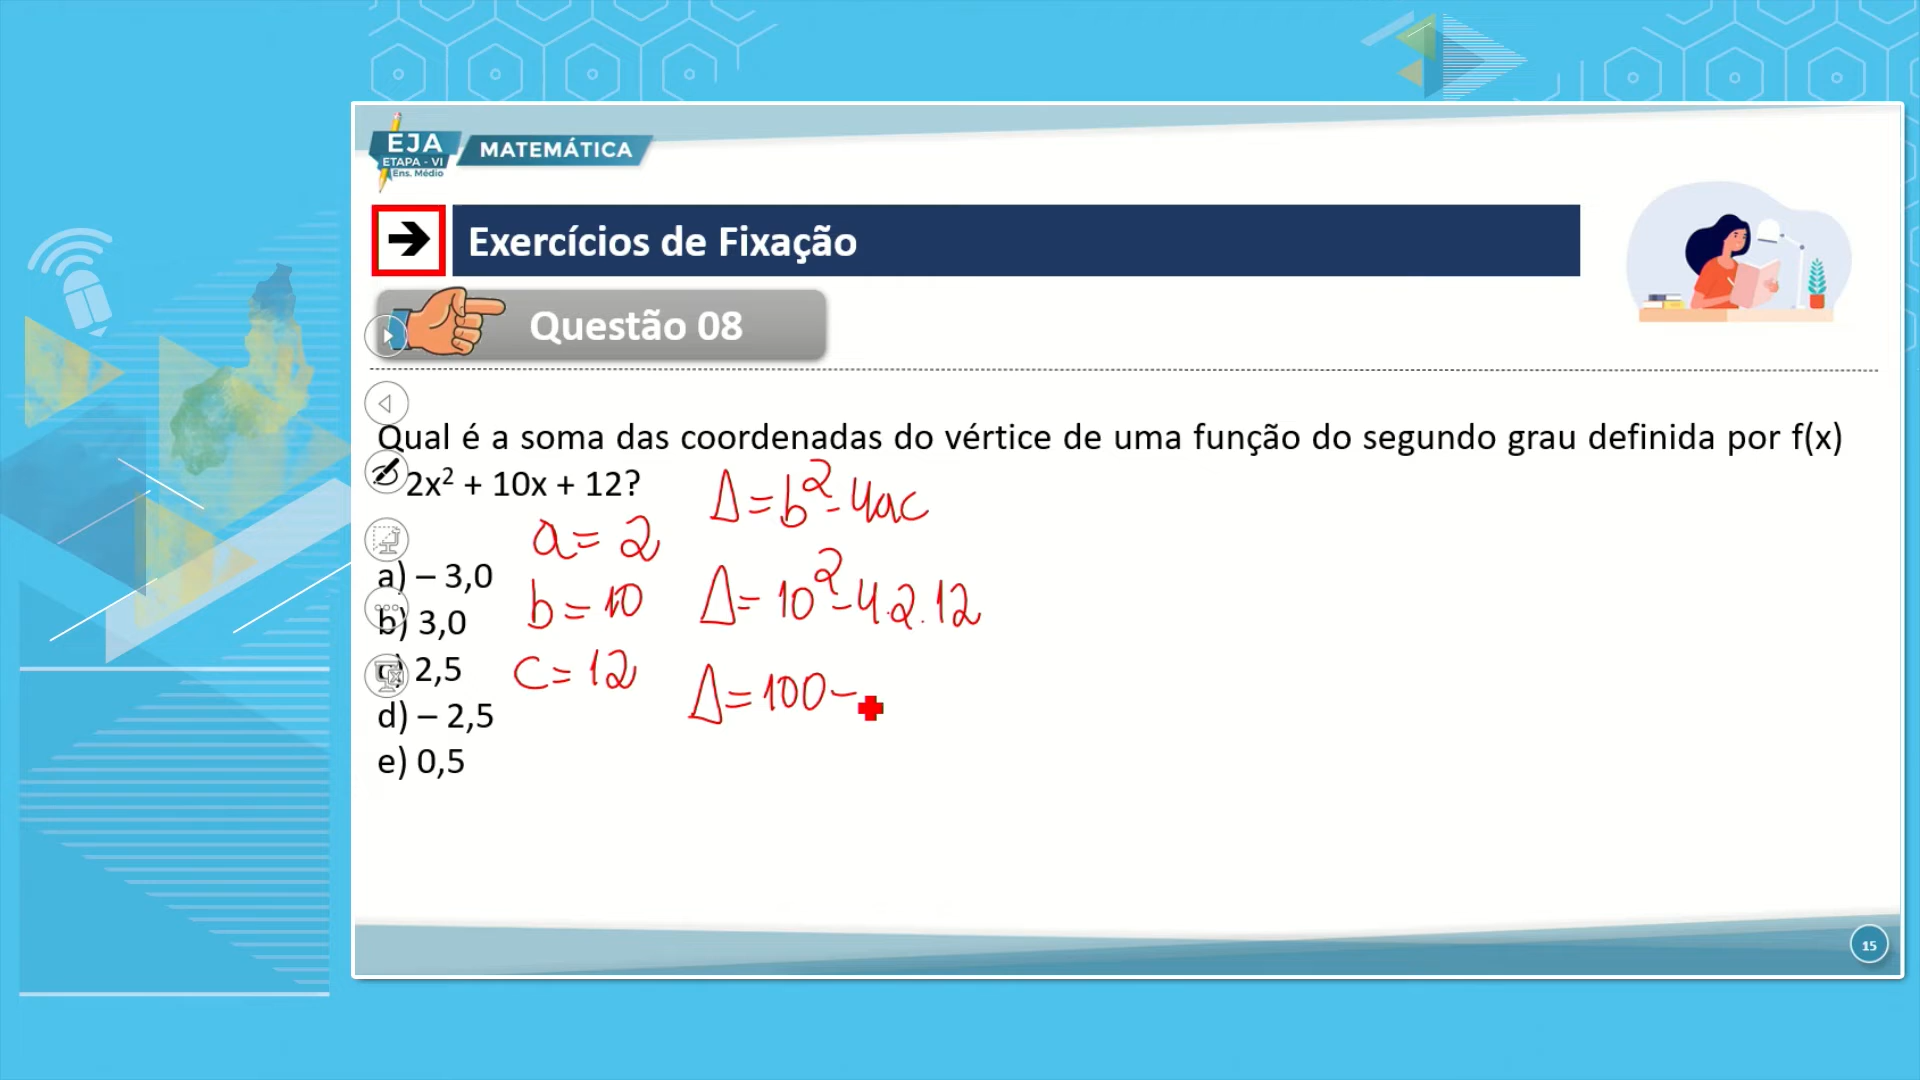 EJA
ETAPA - VI
Ens. Médio
MATEMÁTICA
Exercícios de Fixação
Questão 08
Qual é a soma das coordenadas do vértice de uma função do segundo grau definida por f(x)
2x² + 10x + 12?
a) – 3,0
b) 3,0
c) 2,5
d) – 2,5
e) 0,5
a = 2
b = 10
c = 12
Δ = b² - 4ac
Δ = 10² - 4.2.12
Δ = 100 -
15